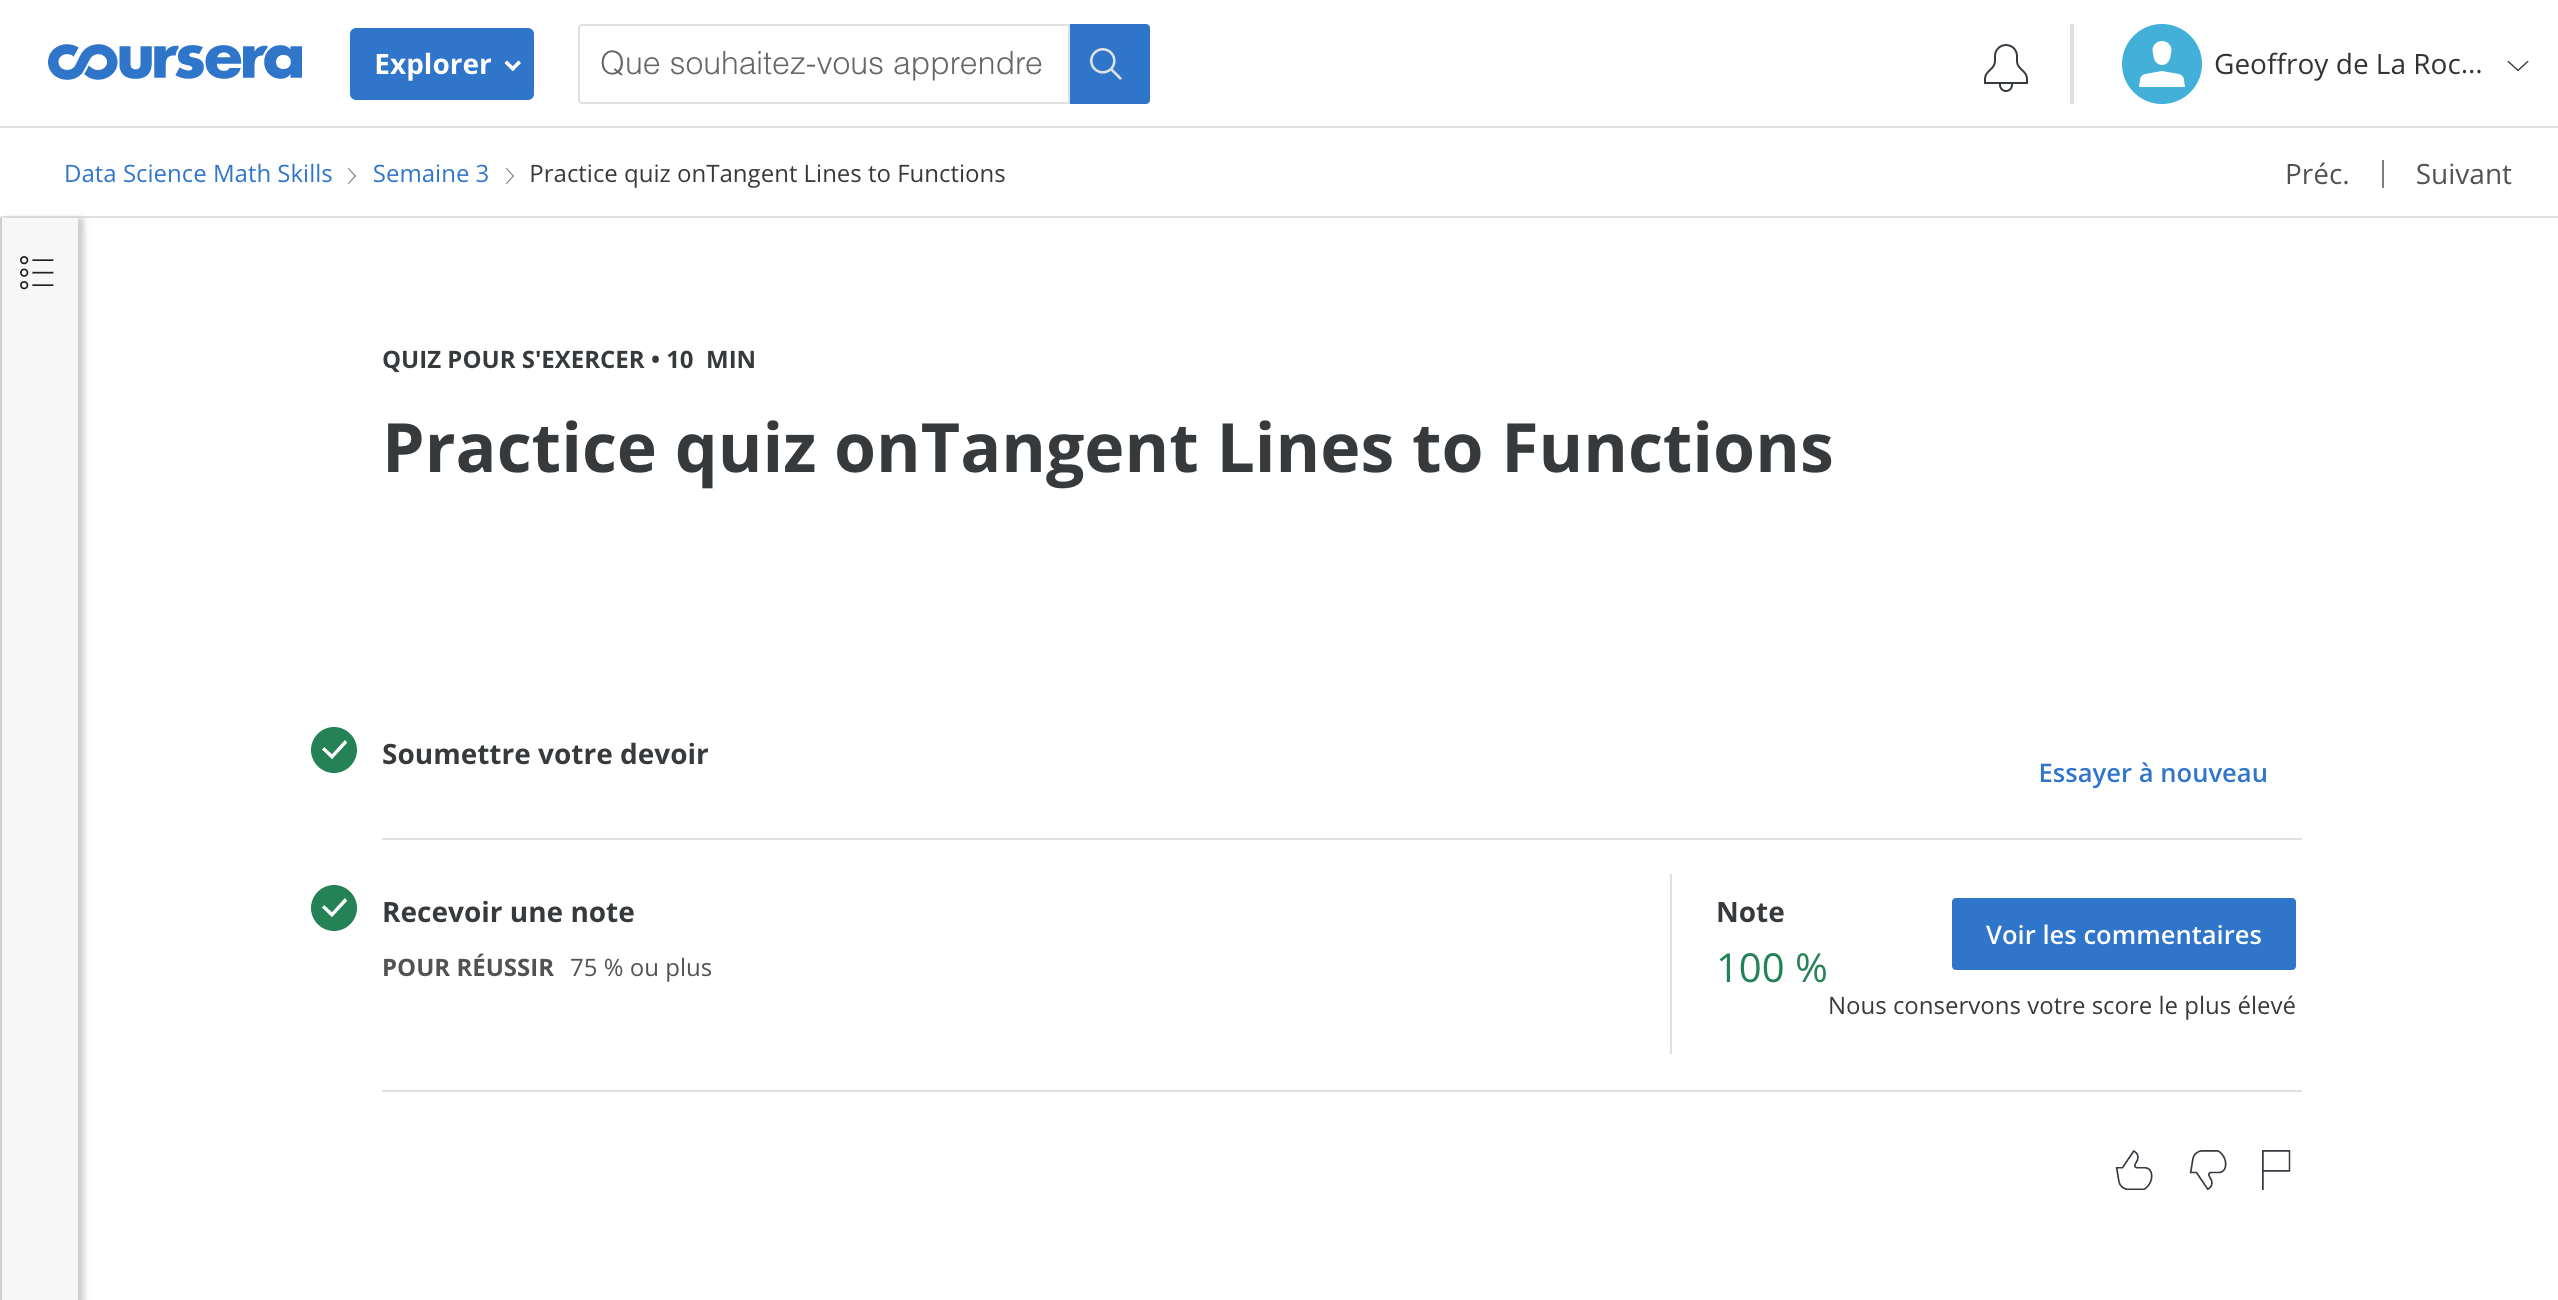 coursera
Explorer
Que souhaitez-vous apprendre
Geoffroy de La Roc...
Data Science Math Skills
Semaine 3
Practice quiz onTangent Lines to Functions
Préc.
Suivant
QUIZ POUR S'EXERCER • 10 MIN
Practice quiz onTangent Lines to Functions
Soumettre votre devoir
Essayer à nouveau
Recevoir une note
POUR RÉUSSIR 75 % ou plus
Note
100 %
Voir les commentaires
Nous conservons votre score le plus élevé